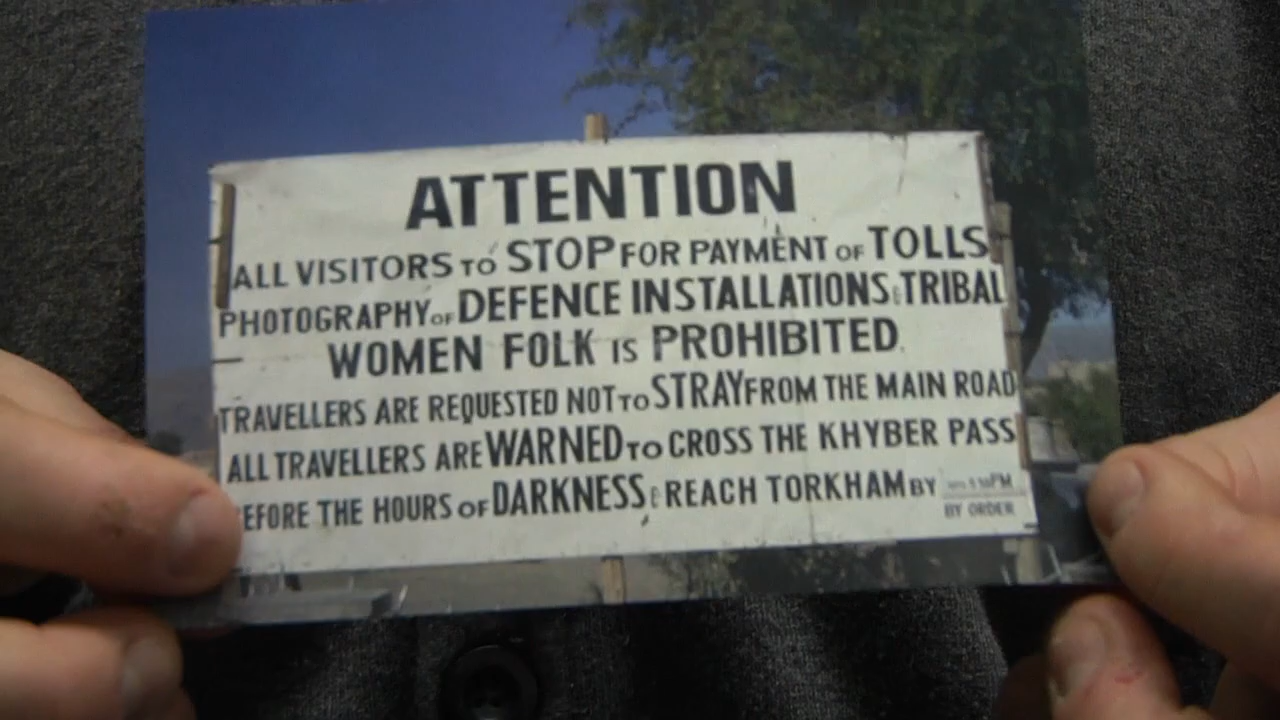 ATTENTION
ALL VISITORS TO STOP FOR PAYMENT OF TOLLS
PHOTOGRAPHY OF DEFENCE INSTALLATIONS & TRIBAL
WOMEN FOLK IS PROHIBITED.
TRAVELLERS ARE REQUESTED NOT TO STRAY FROM THE MAIN ROAD
ALL TRAVELLERS ARE WARNED TO CROSS THE KHYBER PASS
EFORE THE HOURS OF DARKNESS & REACH TORKHAM BY
BY ORDER